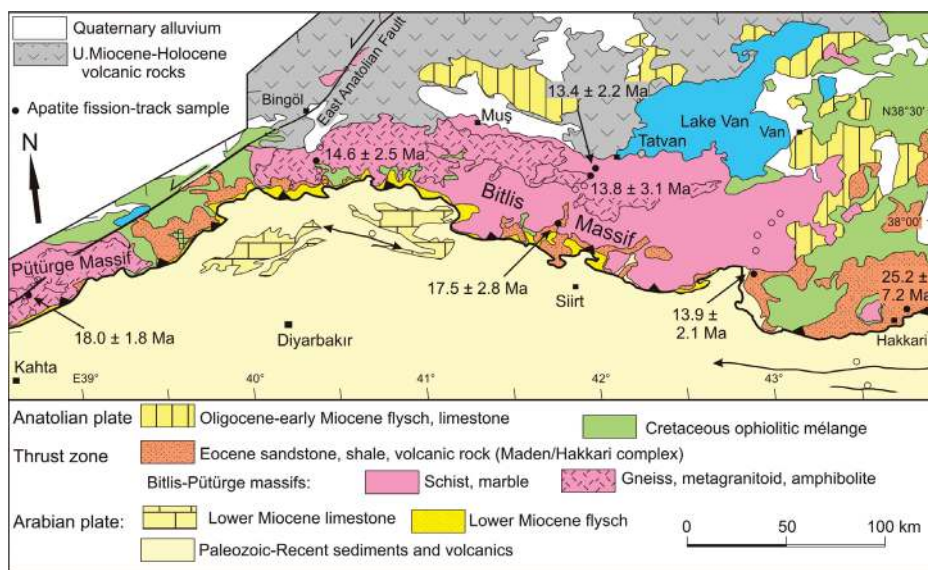 Quaternary alluvium
U.Miocene-Holocene
volcanic rocks
Apatite fission-track sample
N
East Anatolian Fault
Bingöl
Muş
13.4 ± 2.2 Ma
Lake Van
Van
N38°30'
Tatvan
14.6 ± 2.5 Ma
13.8 ± 3.1 Ma
Bitlis
Massif
38°00'
Pütürge Massif
17.5 ± 2.8 Ma
Siirt
25.2 ±
7.2 Ma
13.9 ±
2.1 Ma
Hakkari
18.0 ± 1.8 Ma
Diyarbakır
Kahta
E39° 40° 41° 42° 43°
Anatolian plate Oligocene-early Miocene flysch, limestone Cretaceous ophiolitic mélange
Thrust zone Eocene sandstone, shale, volcanic rock (Maden/Hakkari complex)
Bitlis-Pütürge massifs: Schist, marble Gneiss, metagranitoid, amphibolite
Arabian plate: Lower Miocene limestone Lower Miocene flysch
0 50 100 km
Paleozoic-Recent sediments and volcanics